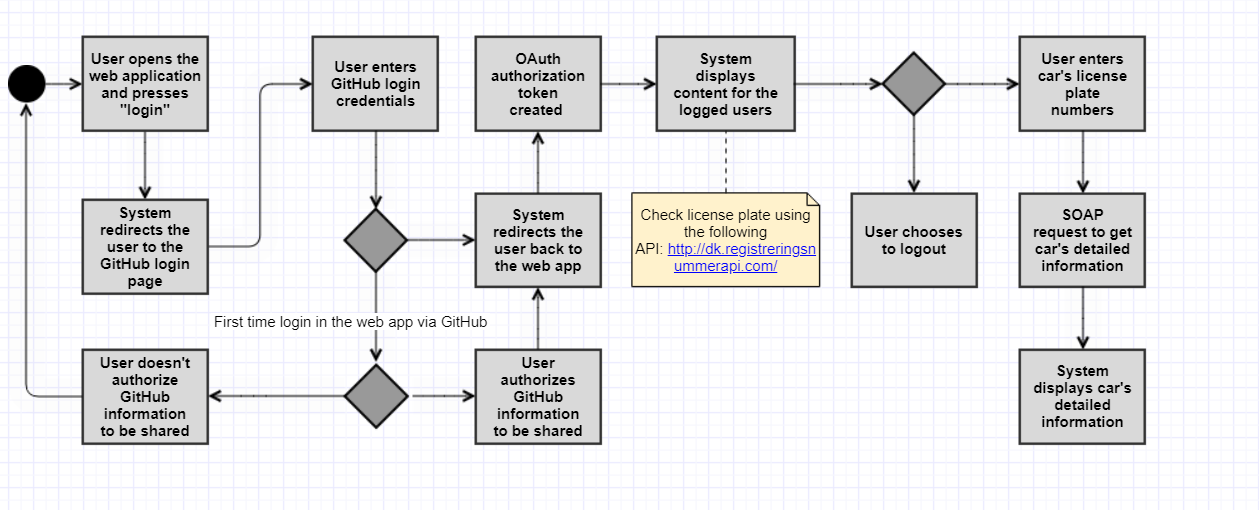 User opens the
web application
and presses
"login"
User enters
GitHub login
credentials
OAuth
authorization
token
created
System
displays
content for the
logged users
User enters
car's license
plate
numbers
System
redirects the
user to the
GitHub login
page
System
redirects the
user back to
the web app
Check license plate using
the following
API: http://dk.registreringsn
ummerapi.com/
User chooses
to logout
SOAP
request to get
car's detailed
information
First time login in the web app via GitHub
User doesn't
authorize
GitHub
information
to be shared
User
authorizes
GitHub
information
to be shared
System
displays car's
detailed
information